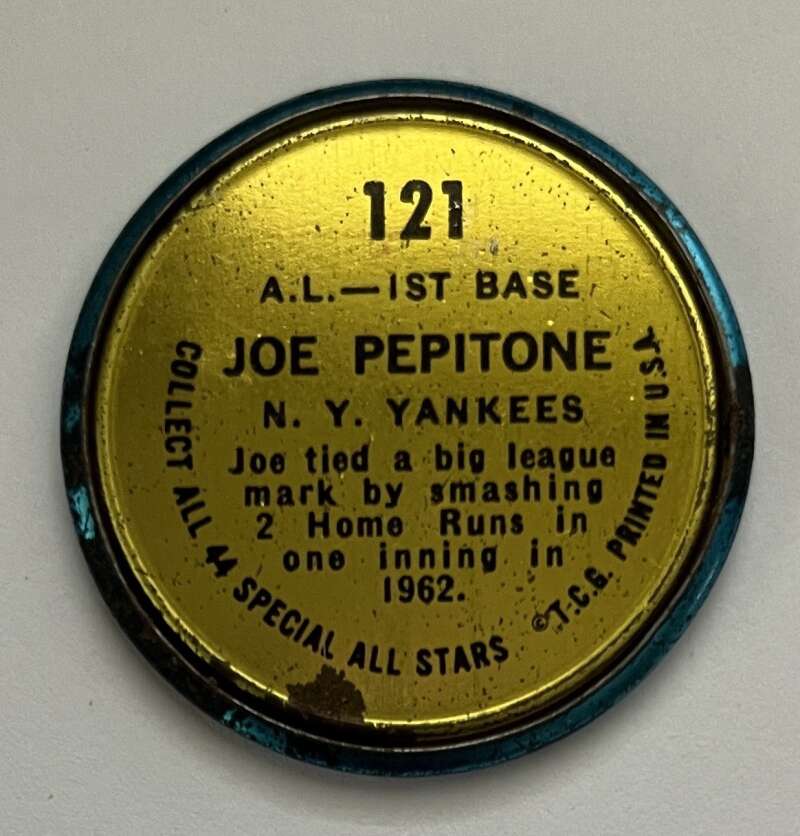 121
A.L.—1ST BASE
JOE PEPITONE
N. Y. YANKEES
Joe tied a big league
mark by smashing
2 Home Runs in
one inning in
1962.
COLLECT ALL 44 SPECIAL ALL STARS
©T.C.G. PRINTED IN U.S.A